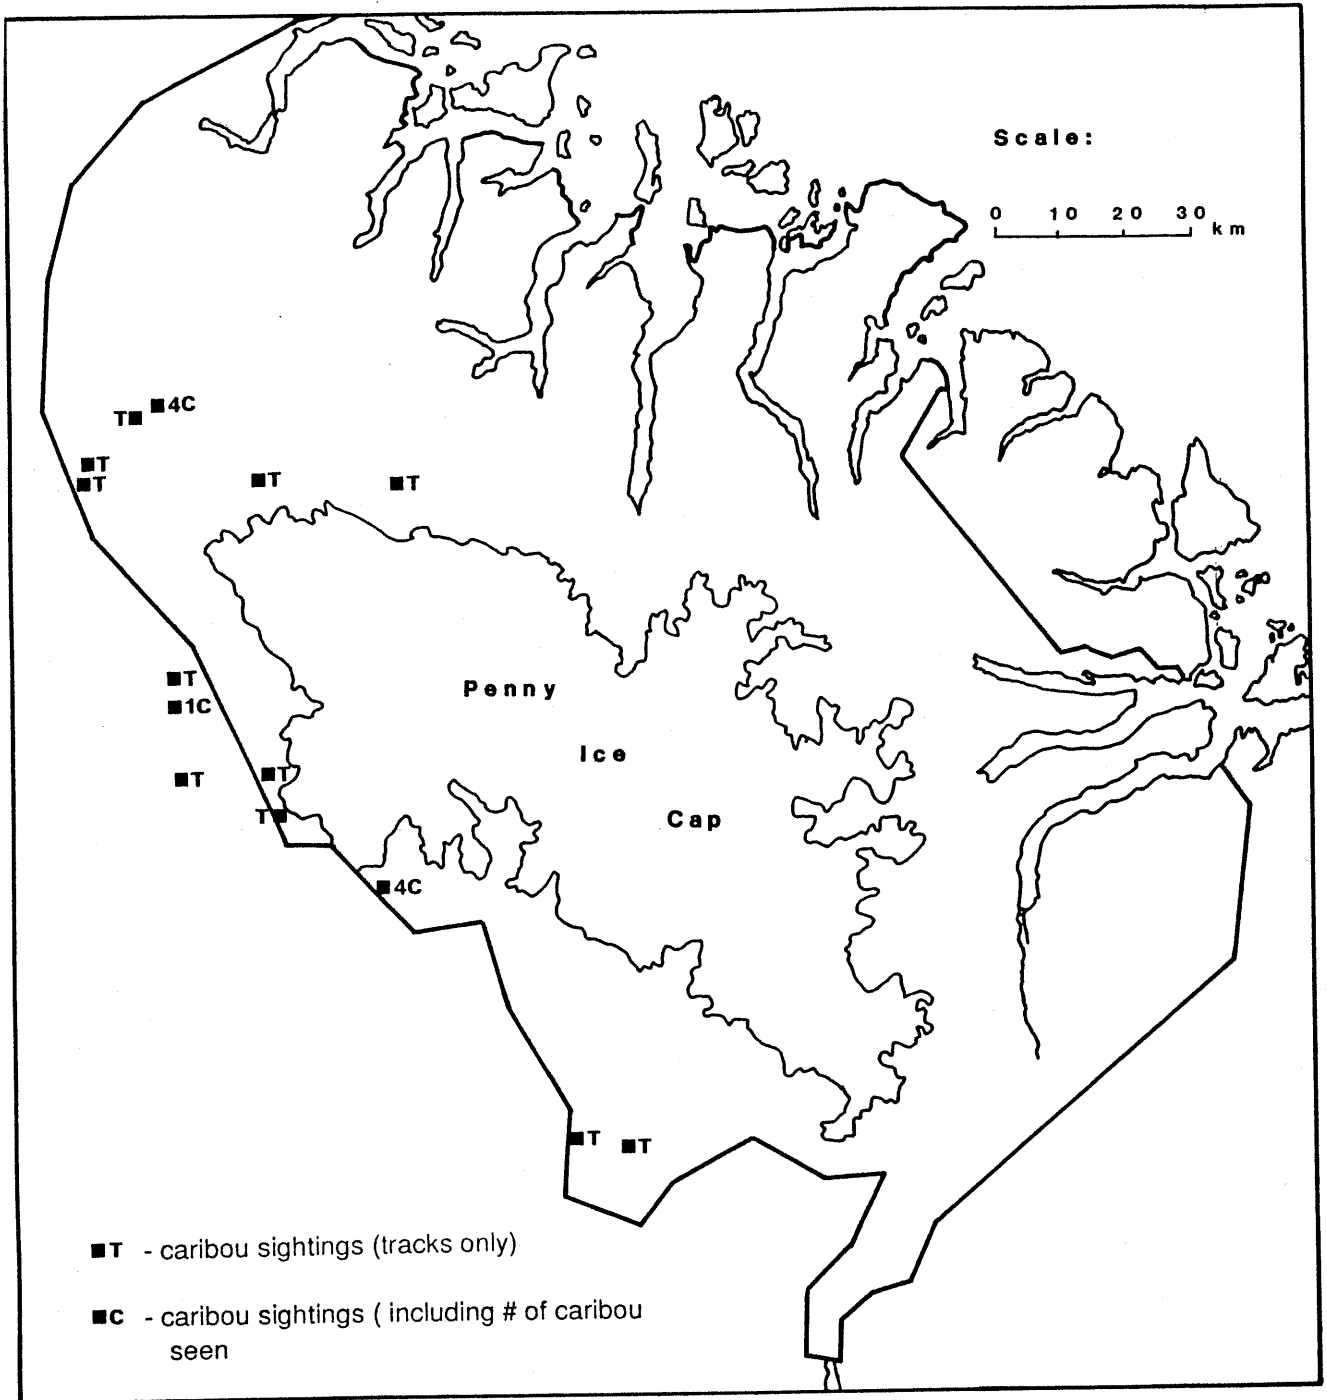 Scale:
0 10 20 30 km
T■ ■4C
■T
■T
■T ■T
■T
■1C
Penny
Ice
Cap
■T ■T
T■
■4C
■T ■T
■T - caribou sightings (tracks only)
■C - caribou sightings ( including # of caribou
seen